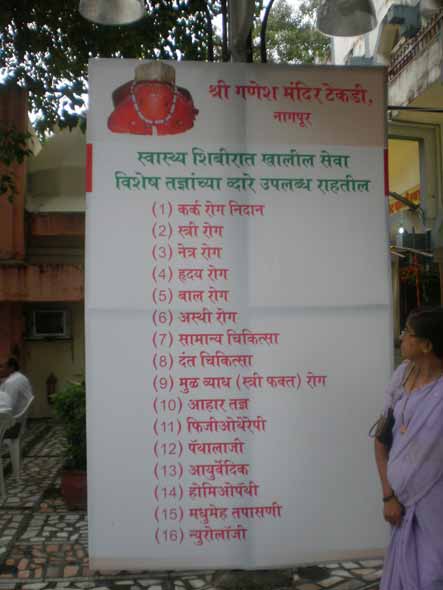 श्री गणेश मंदिर टेकडी,
नागपूर
स्वास्थ्य शिबीरात खालील सेवा
विशेष तज्ञांच्या व्दारे उपलब्ध राहतील
(1) कर्क रोग निदान
(2) स्त्री रोग
(3) नेत्र रोग
(4) हृदय रोग
(5) बाल रोग
(6) अस्थी रोग
(7) सामान्य चिकित्सा
(8) दंत चिकित्सा
(9) मुळ व्याध (स्त्री फक्त) रोग
(10) आहार तज्ञ
(11) फिजीओथेरेपी
(12) पॅथालाजी
(13) आयुर्वेदिक
(14) होमिओपॅथी
(15) मधुमेह तपासणी
(16) न्युरोलॉजी